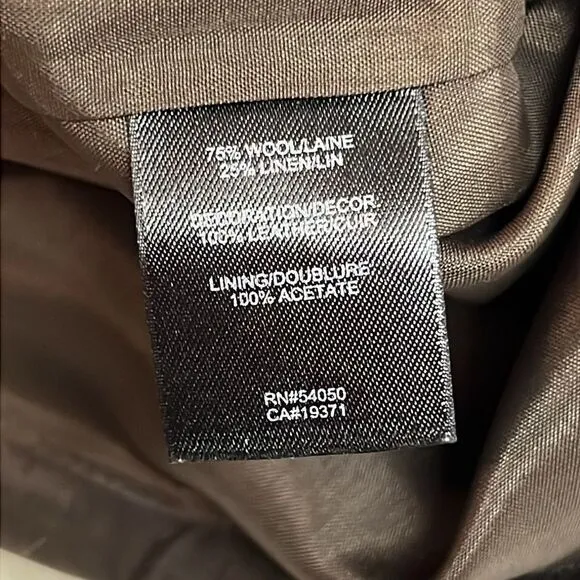 75% WOOL/LAINE
25% LINEN/LIN
DECORATION/DECOR:
100% LEATHER/CUIR
LINING/DOUBLURE
100% ACETATE
RN#54050
CA#19371